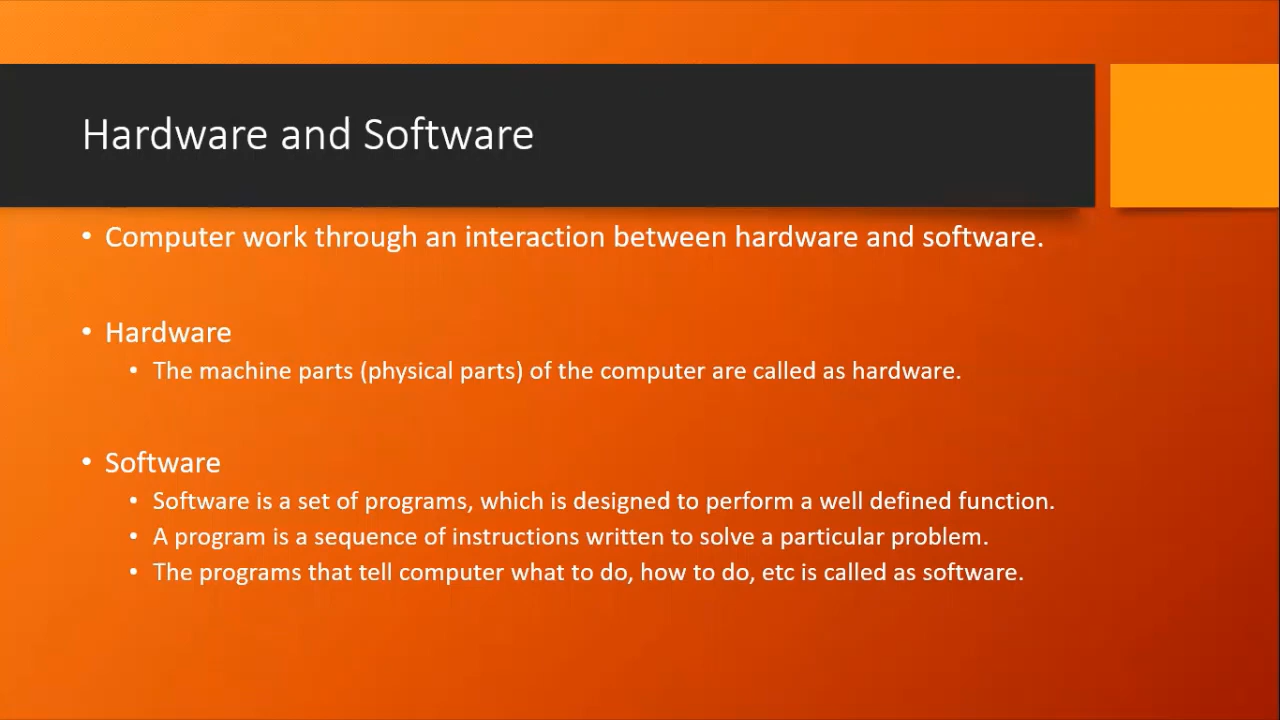 Hardware and Software
• Computer work through an interaction between hardware and software.
• Hardware
• The machine parts (physical parts) of the computer are called as hardware.
• Software
• Software is a set of programs, which is designed to perform a well defined function.
• A program is a sequence of instructions written to solve a particular problem.
• The programs that tell computer what to do, how to do, etc is called as software.